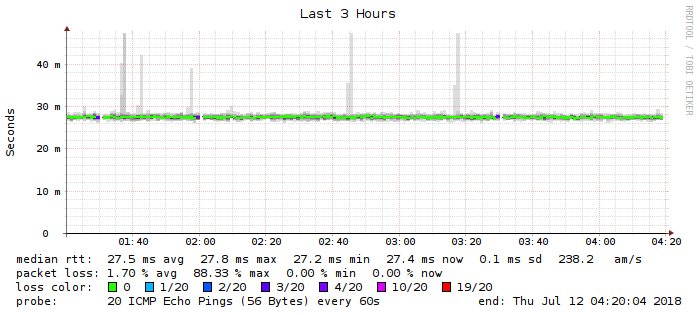 Last 3 Hours
RRDTOOL / TOBI OETIKER
Seconds
40 m
30 m
20 m
10 m
0
01:40 02:00 02:20 02:40 03:00 03:20 03:40 04:00 04:20
median rtt: 27.5 ms avg 27.8 ms max 27.2 ms min 27.4 ms now 0.1 ms sd 238.2 am/s
packet loss: 1.70 % avg 88.33 % max 0.00 % min 0.00 % now
loss color: 0 1/20 2/20 3/20 4/20 10/20 19/20
probe: 20 ICMP Echo Pings (56 Bytes) every 60s end: Thu Jul 12 04:20:04 2018